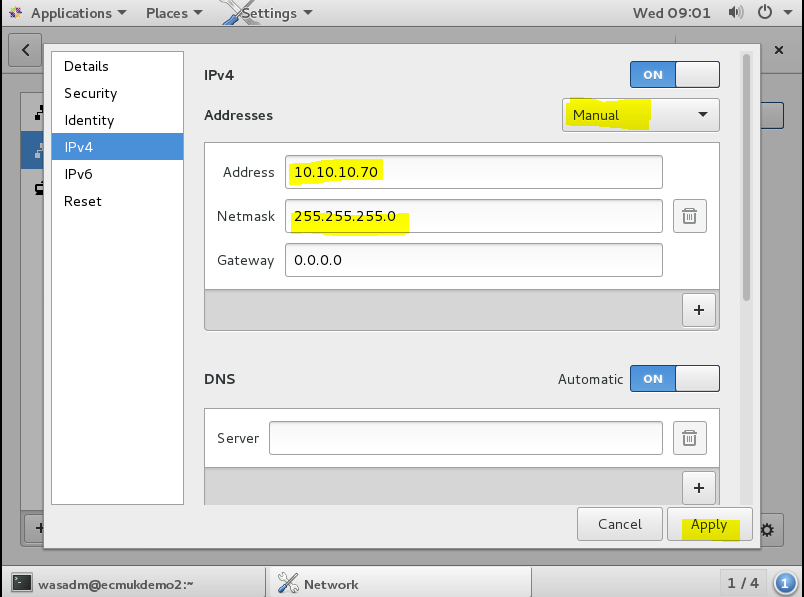 Applications Places Settings Wed 09:01
Details
Security
Identity
IPv4
IPv6
Reset
IPv4 ON
Addresses Manual
Address 10.10.10.70
Netmask 255.255.255.0
Gateway 0.0.0.0
+
DNS Automatic ON
Server
+
Cancel Apply
+
wasadm@ecmukdemo2:~ Network 1 / 4 1